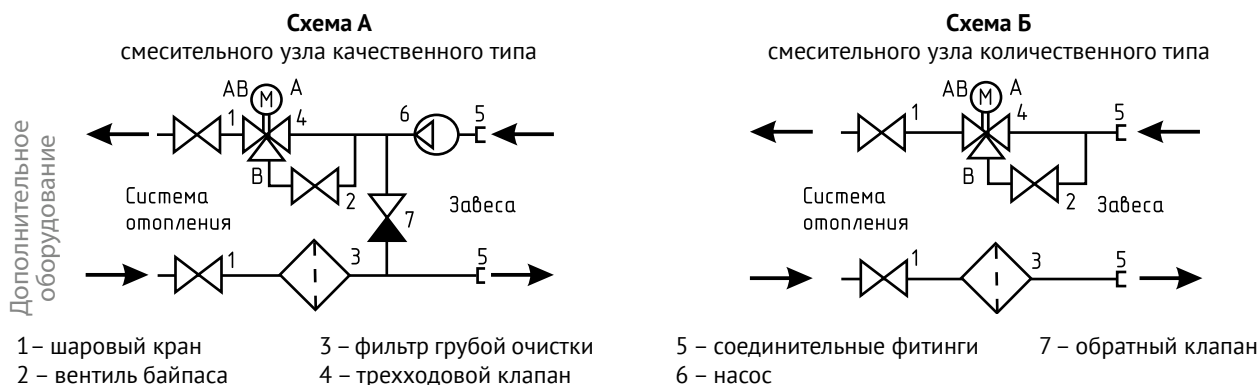 Схема А
смесительного узла качественного типа
АВ
М
А
1
4
6
5
В
2
Система
отопления
Завеса
7
1
3
5
Схема Б
смесительного узла количественного типа
АВ
М
А
1
4
5
В
2
Система
отопления
Завеса
1
3
5
Дополнительное
оборудование
1 – шаровый кран
2 – вентиль байпаса
3 – фильтр грубой очистки
4 – трехходовой клапан
5 – соединительные фитинги
6 – насос
7 – обратный клапан